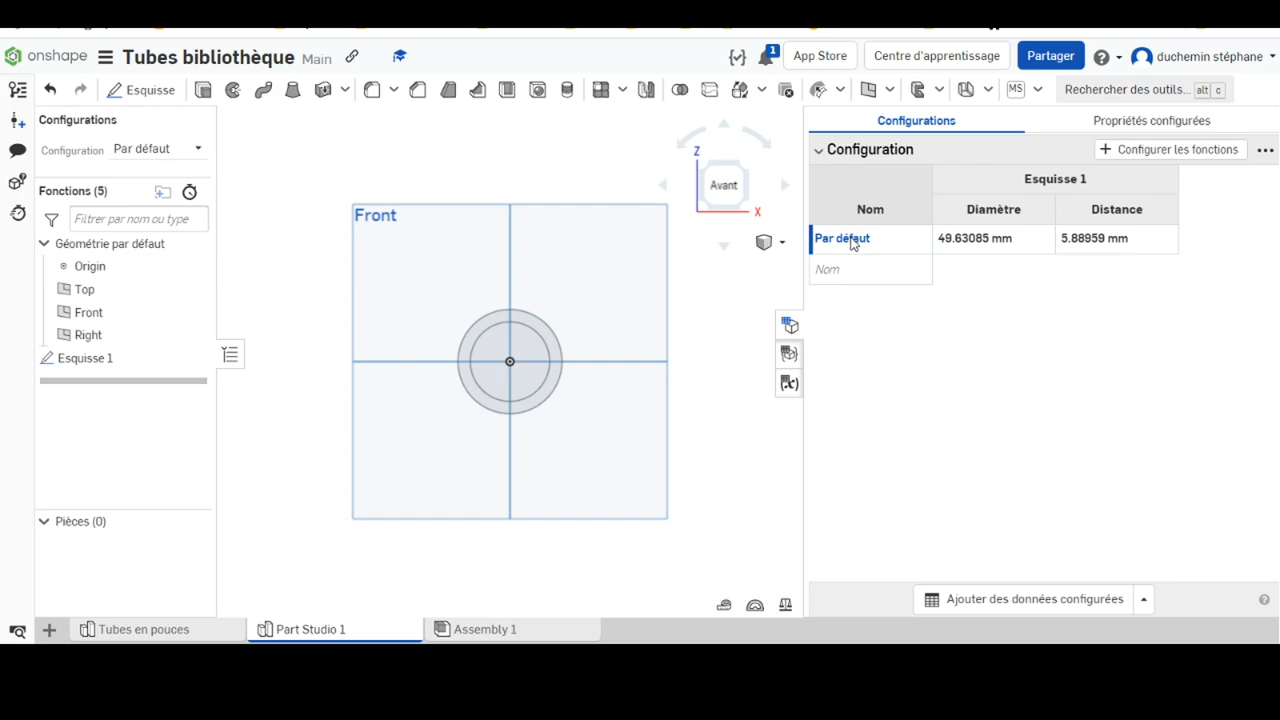 onshape Tubes bibliothèque Main 1 App Store Centre d'apprentissage Partager ? duchemin stéphane
Esquisse MS Rechercher des outils... alt c
Configurations
Configuration Par défaut
Fonctions (5)
Filtrer par nom ou type
Géométrie par défaut
Origin
Top
Front
Right
Esquisse 1
Pièces (0)
Front
Z
Avant
X
Configurations Propriétés configurées
Configuration + Configurer les fonctions
Esquisse 1
Nom Diamètre Distance
Par défaut 49.63085 mm 5.88959 mm
Nom
(x)
Ajouter des données configurées ?
Tubes en pouces Part Studio 1 Assembly 1